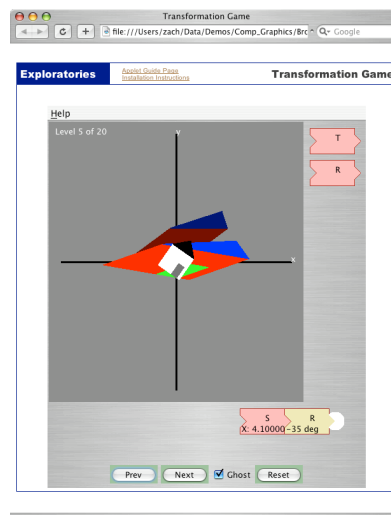 Transformation Game
file:///Users/zach/Data/Demos/Comp_Graphics/Brc
Google
Exploratories
Applet Guide Page
Installation Instructions
Transformation Game
Help
Level 5 of 20
y
x
T
R
S R
X: 4.10000 -35 deg
Prev Next Ghost Reset